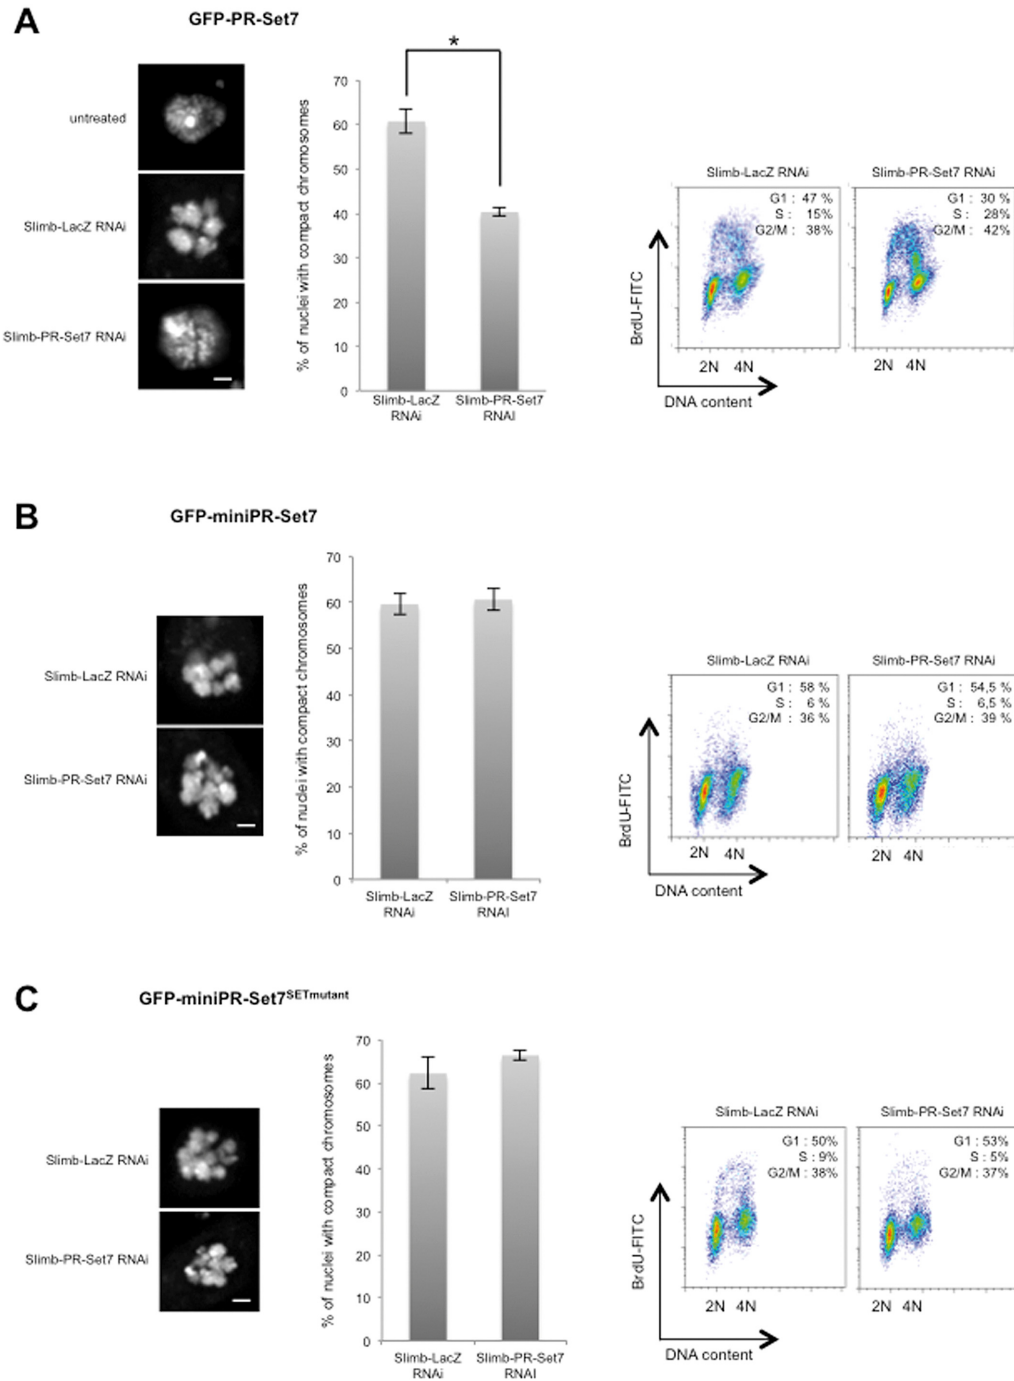 A
GFP-PR-Set7
untreated
Slimb-LacZ RNAi
Slimb-PR-Set7 RNAi
% of nuclei with compact chromosomes
70
60
50
40
30
20
10
0
*
Slimb-LacZ
RNAi
Slimb-PR-Set7
RNAI
Slimb-LacZ RNAi
G1 : 47 %
S : 15%
G2/M : 38%
Slimb-PR-Set7 RNAi
G1 : 30 %
S : 28%
G2/M : 42%
BrdU-FITC
2N 4N
2N 4N
DNA content
B
GFP-miniPR-Set7
Slimb-LacZ RNAi
Slimb-PR-Set7 RNAi
% of nuclei with compact chromosomes
70
60
50
40
30
20
10
0
Slimb-LacZ
RNAi
Slimb-PR-Set7
RNAI
Slimb-LacZ RNAi
G1 : 58 %
S : 6 %
G2/M : 36 %
Slimb-PR-Set7 RNAi
G1 : 54,5 %
S : 6,5 %
G2/M : 39 %
BrdU-FITC
2N 4N
2N 4N
DNA content
C
GFP-miniPR-Set7SETmutant
Slimb-LacZ RNAi
Slimb-PR-Set7 RNAi
% of nuclei with compact chromosomes
70
60
50
40
30
20
10
0
Slimb-LacZ
RNAi
Slimb-PR-Set7
RNAI
Slimb-LacZ RNAi
G1 : 50%
S : 9%
G2/M : 38%
Slimb-PR-Set7 RNAi
G1 : 53%
S : 5%
G2/M : 37%
BrdU-FITC
2N 4N
2N 4N
DNA content